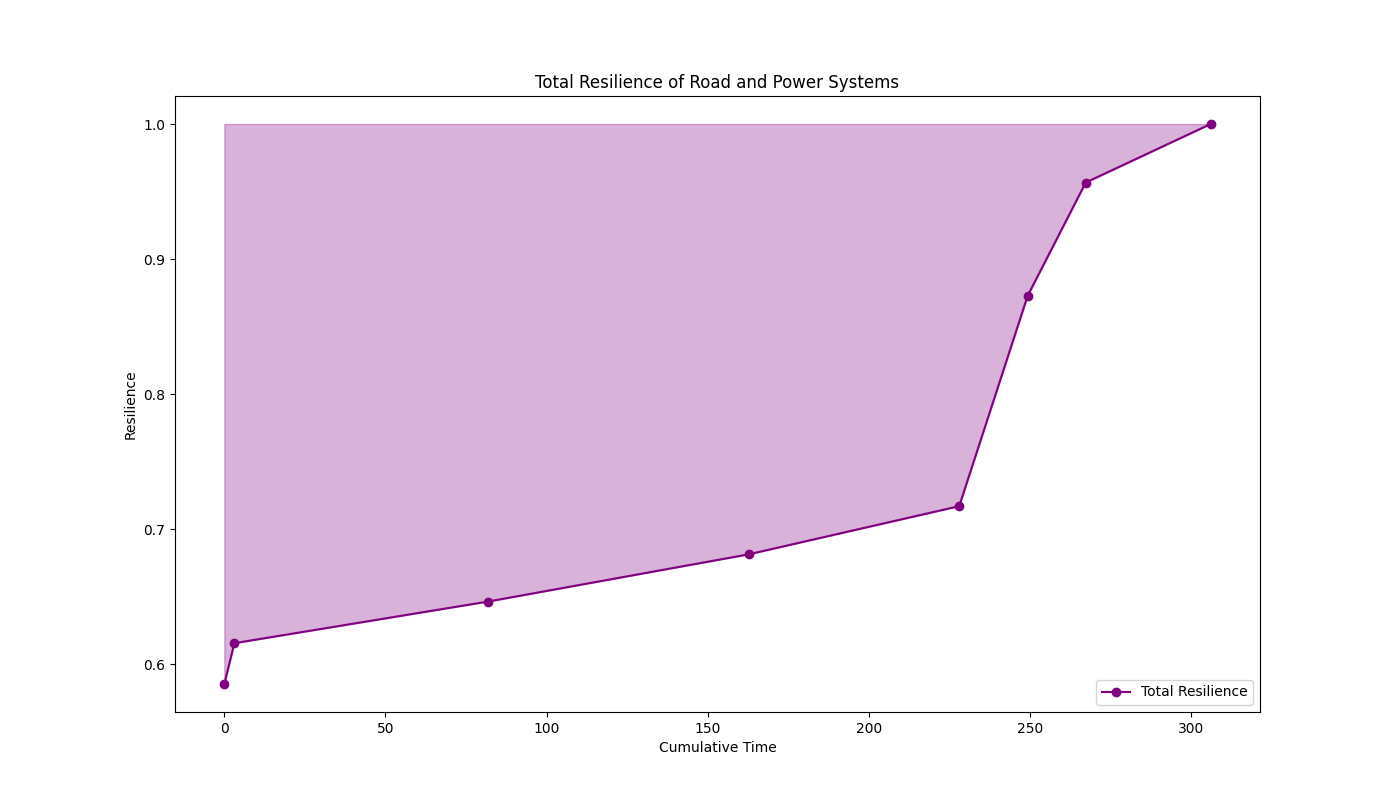 Total Resilience of Road and Power Systems
1.0
0.9
0.8
0.7
0.6
Resilience
Total Resilience
0 50 100 150 200 250 300
Cumulative Time